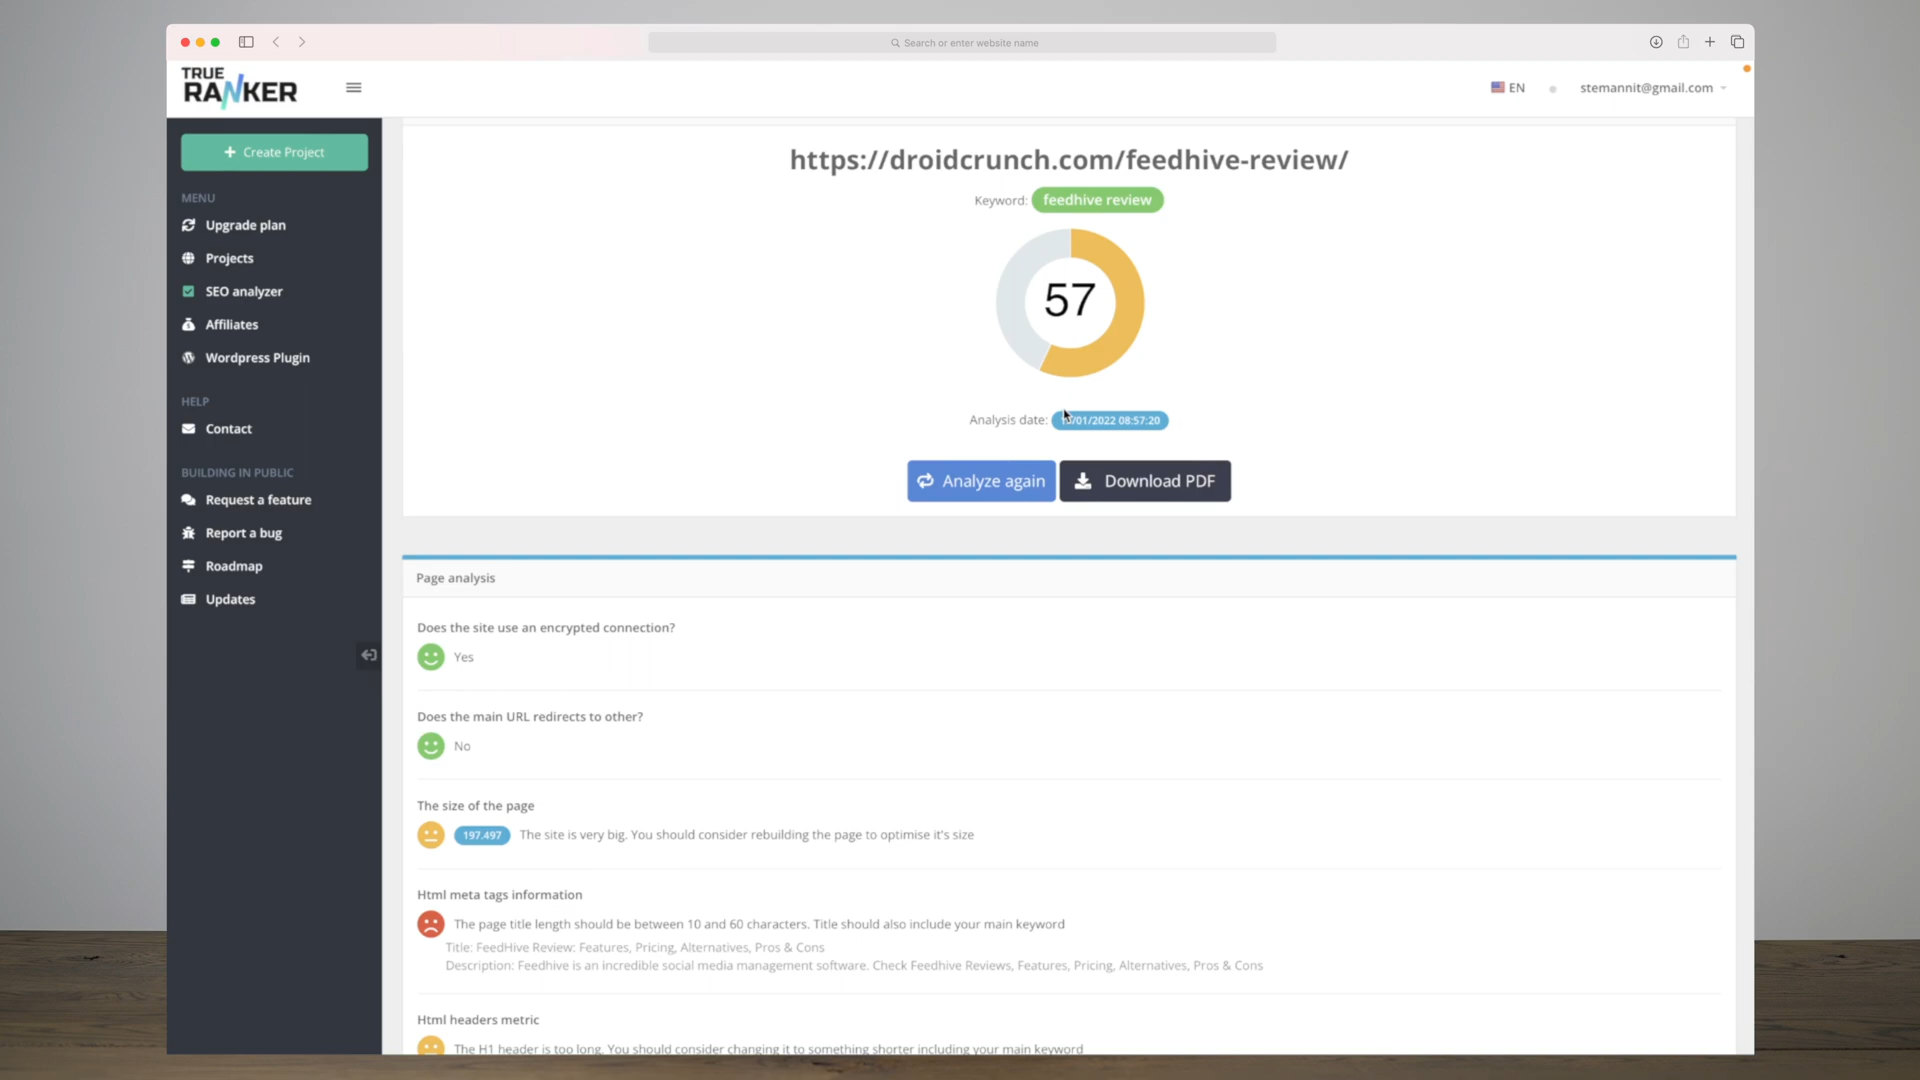 Search or enter website name
TRUE
RANKER
EN
stemannit@gmail.com
Create Project
MENU
Upgrade plan
Projects
SEO analyzer
Affiliates
Wordpress Plugin
HELP
Contact
BUILDING IN PUBLIC
Request a feature
Report a bug
Roadmap
Updates
https://droidcrunch.com/feedhive-review/
Keyword: feedhive review
57
Analysis date: /01/2022 08:57:20
Analyze again
Download PDF
Page analysis
Does the site use an encrypted connection?
Yes
Does the main URL redirects to other?
No
The size of the page
197.497 The site is very big. You should consider rebuilding the page to optimise it's size
Html meta tags information
The page title length should be between 10 and 60 characters. Title should also include your main keyword
Title: FeedHive Review: Features, Pricing, Alternatives, Pros & Cons
Description: Feedhive is an incredible social media management software. Check Feedhive Reviews, Features, Pricing, Alternatives, Pros & Cons
Html headers metric
The H1 header is too long. You should consider changing it to something shorter including your main keyword